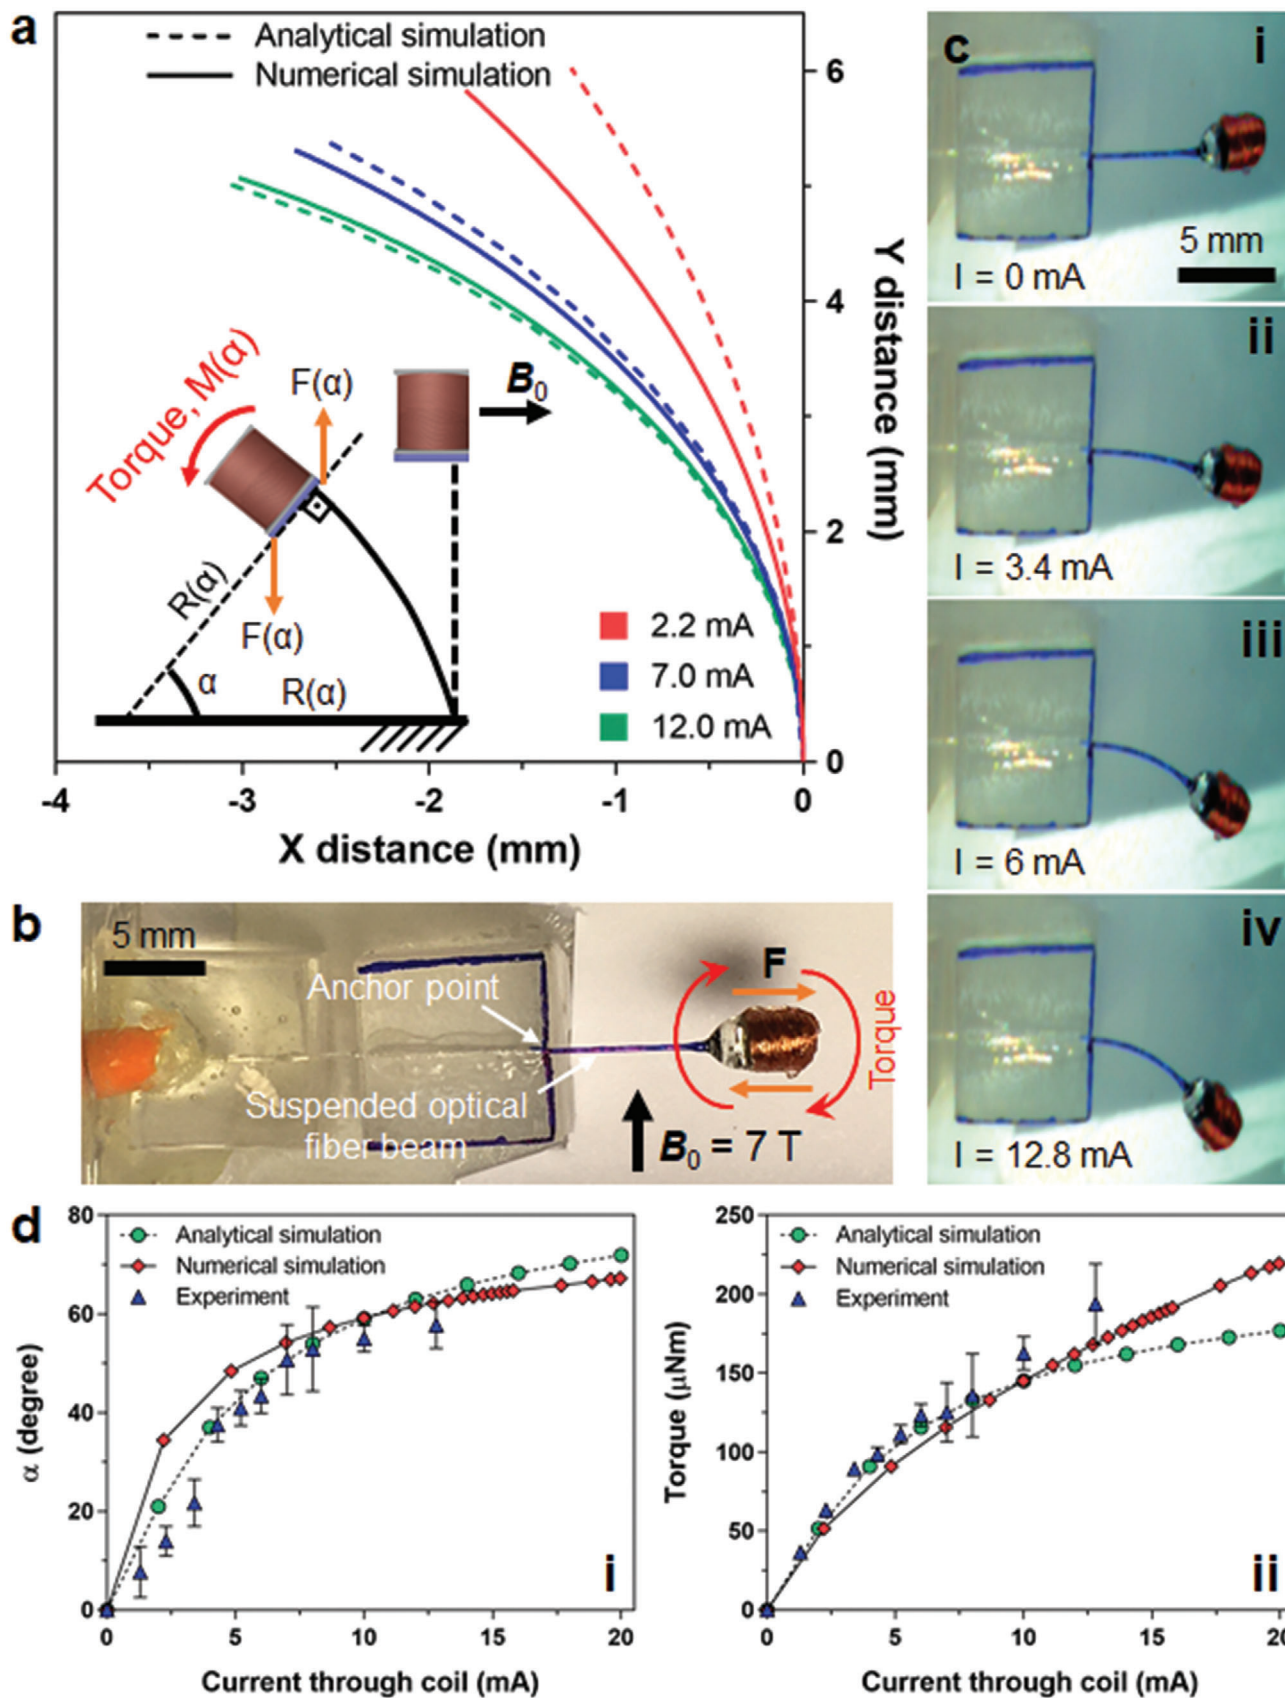 a
Analytical simulation
Numerical simulation
6
4
2
0
Y distance (mm)
Torque, M(α)
F(α)
B0
R(α)
F(α)
α
R(α)
2.2 mA
7.0 mA
12.0 mA
-4
-3
-2
-1
0
X distance (mm)
c
i
5 mm
I = 0 mA
ii
I = 3.4 mA
iii
I = 6 mA
iv
I = 12.8 mA
b
5 mm
Anchor point
F
Torque
Suspended optical
fiber beam
B0 = 7 T
d
80
60
40
20
0
α (degree)
Analytical simulation
Numerical simulation
Experiment
i
0
5
10
15
20
Current through coil (mA)
250
200
150
100
50
0
Torque (μNm)
Analytical simulation
Numerical simulation
Experiment
ii
0
5
10
15
20
Current through coil (mA)